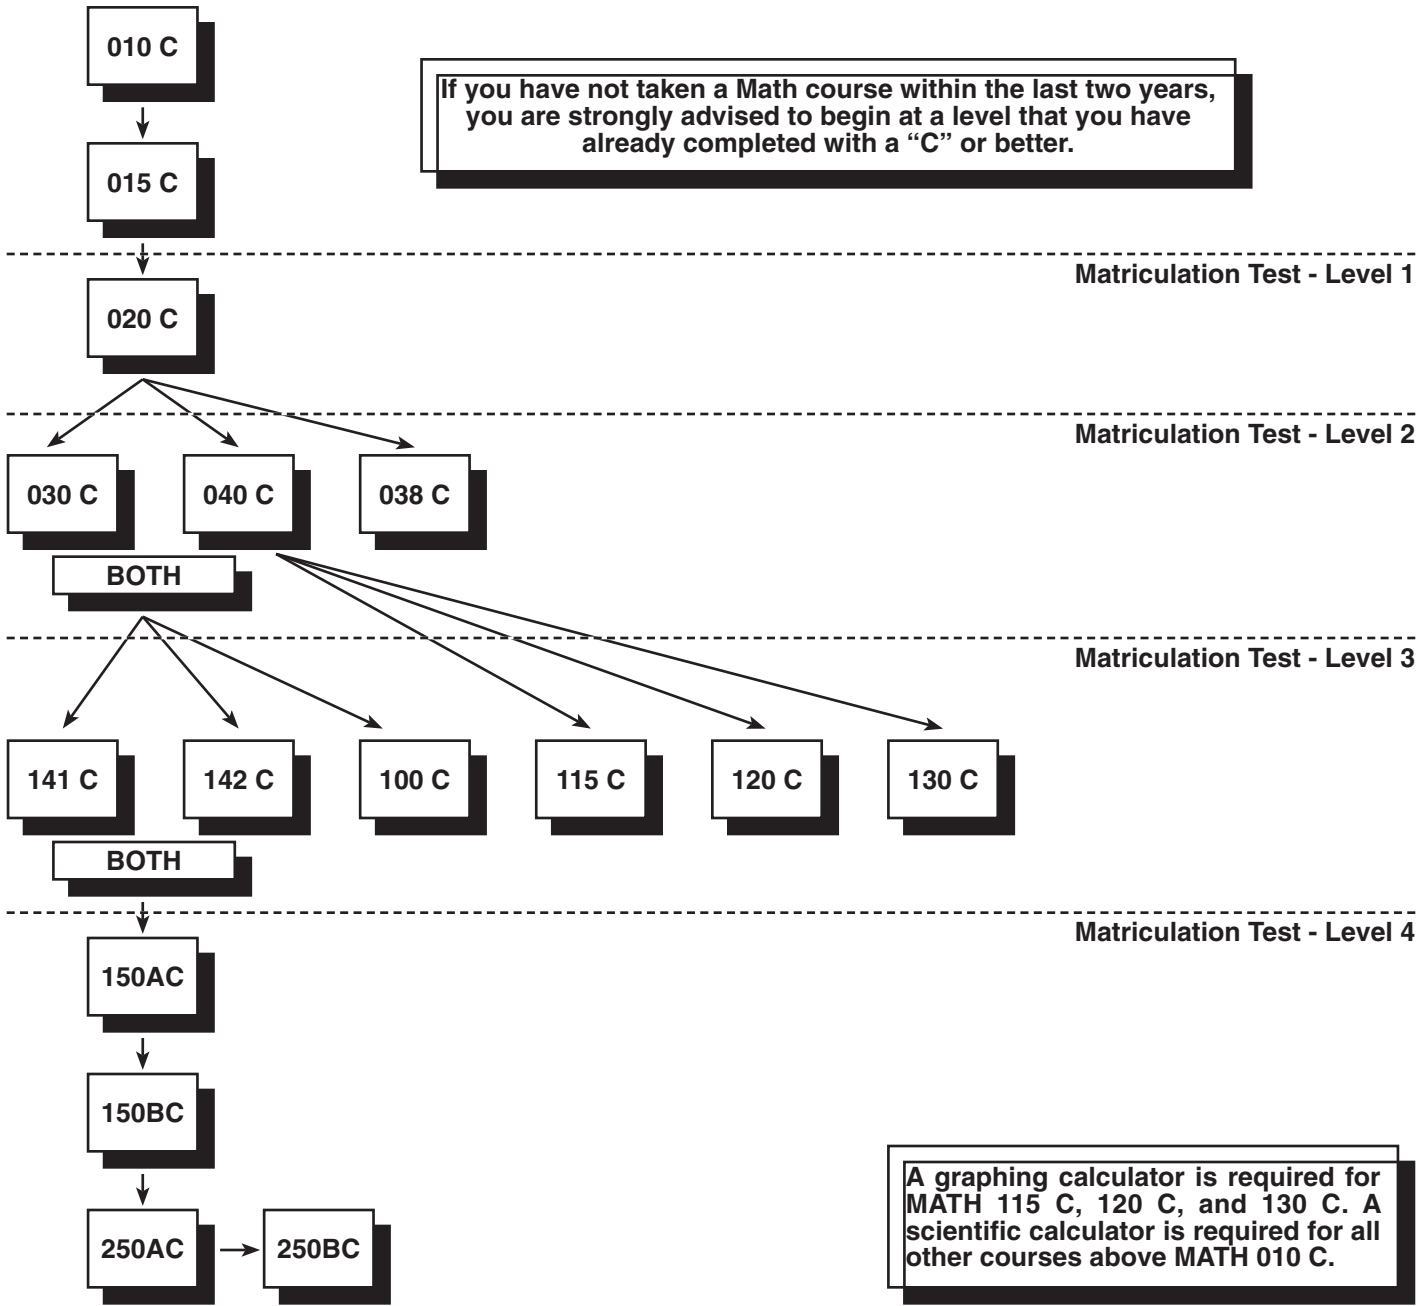 010 C
If you have not taken a Math course within the last two years,
you are strongly advised to begin at a level that you have
already completed with a “C” or better.
015 C
Matriculation Test - Level 1
020 C
Matriculation Test - Level 2
030 C
040 C
038 C
BOTH
Matriculation Test - Level 3
141 C
142 C
100 C
115 C
120 C
130 C
BOTH
Matriculation Test - Level 4
150AC
150BC
A graphing calculator is required for
MATH 115 C, 120 C, and 130 C. A
scientific calculator is required for all
other courses above MATH 010 C.
250AC
250BC